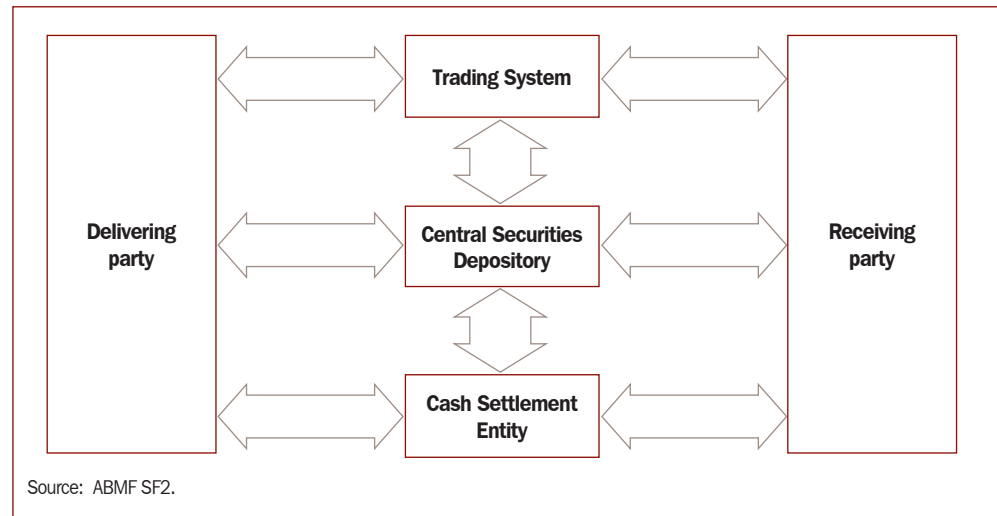 Trading System
Delivering
party
Central Securities
Depository
Receiving
party
Cash Settlement
Entity
Source: ABMF SF2.